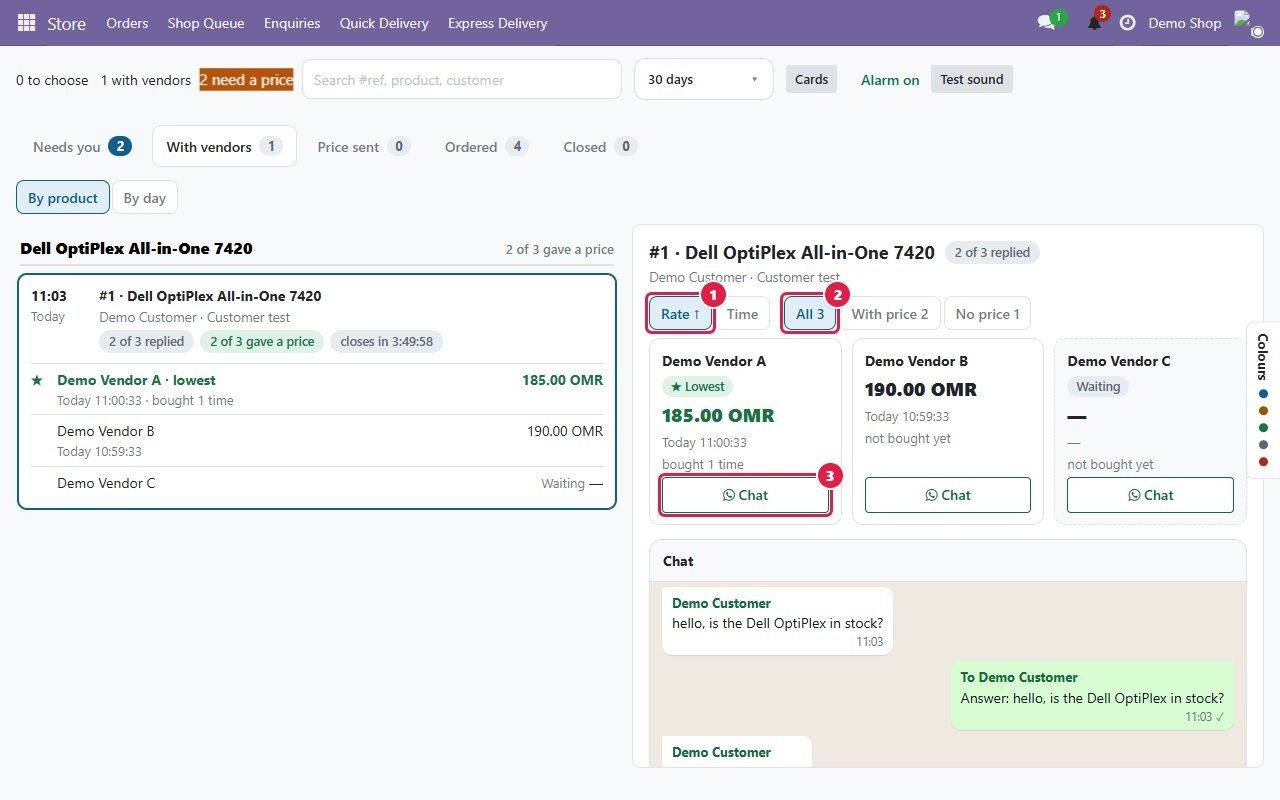 Store Orders Shop Queue Enquiries Quick Delivery Express Delivery 1 3 Demo Shop
0 to choose 1 with vendors 2 need a price Search #ref, product, customer 30 days Cards Alarm on Test sound
Needs you 2 With vendors 1 Price sent 0 Ordered 4 Closed 0
By product By day
Dell OptiPlex All-in-One 7420 2 of 3 gave a price
11:03 #1 · Dell OptiPlex All-in-One 7420
Today Demo Customer · Customer test
2 of 3 replied 2 of 3 gave a price closes in 3:49:58
★ Demo Vendor A · lowest 185.00 OMR
Today 11:00:33 · bought 1 time
Demo Vendor B 190.00 OMR
Today 10:59:33
Demo Vendor C Waiting —
#1 · Dell OptiPlex All-in-One 7420 2 of 3 replied
Demo Customer · Customer test
1 2
Rate ↑ Time All 3 With price 2 No price 1
Demo Vendor A
★ Lowest
185.00 OMR
Today 11:00:33
bought 1 time
3
Chat
Demo Vendor B
190.00 OMR
Today 10:59:33
not bought yet
Chat
Demo Vendor C
Waiting
—
—
not bought yet
Chat
Colours
Chat
Demo Customer
hello, is the Dell OptiPlex in stock?
11:03
To Demo Customer
Answer: hello, is the Dell OptiPlex in stock?
11:03 ✓
Demo Customer